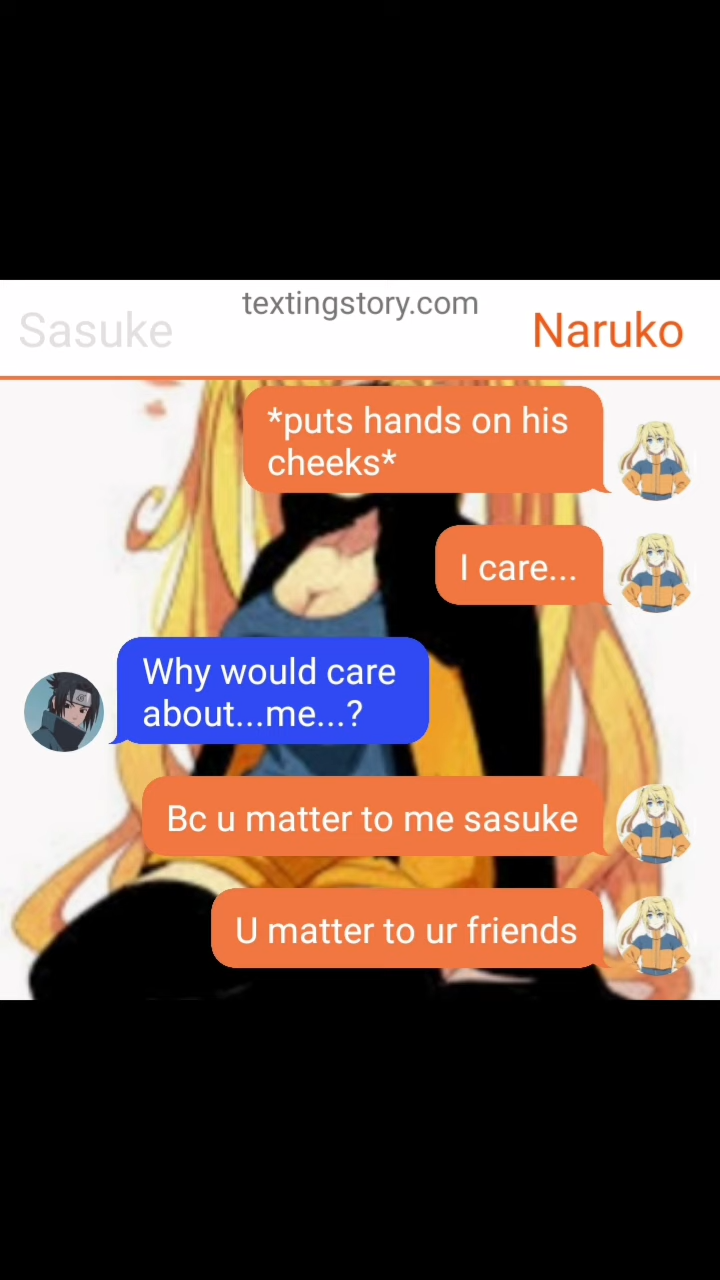 textingstory.com
Sasuke
Naruko
*puts hands on his
cheeks*
I care...
Why would care
about...me...?
Bc u matter to me sasuke
U matter to ur friends